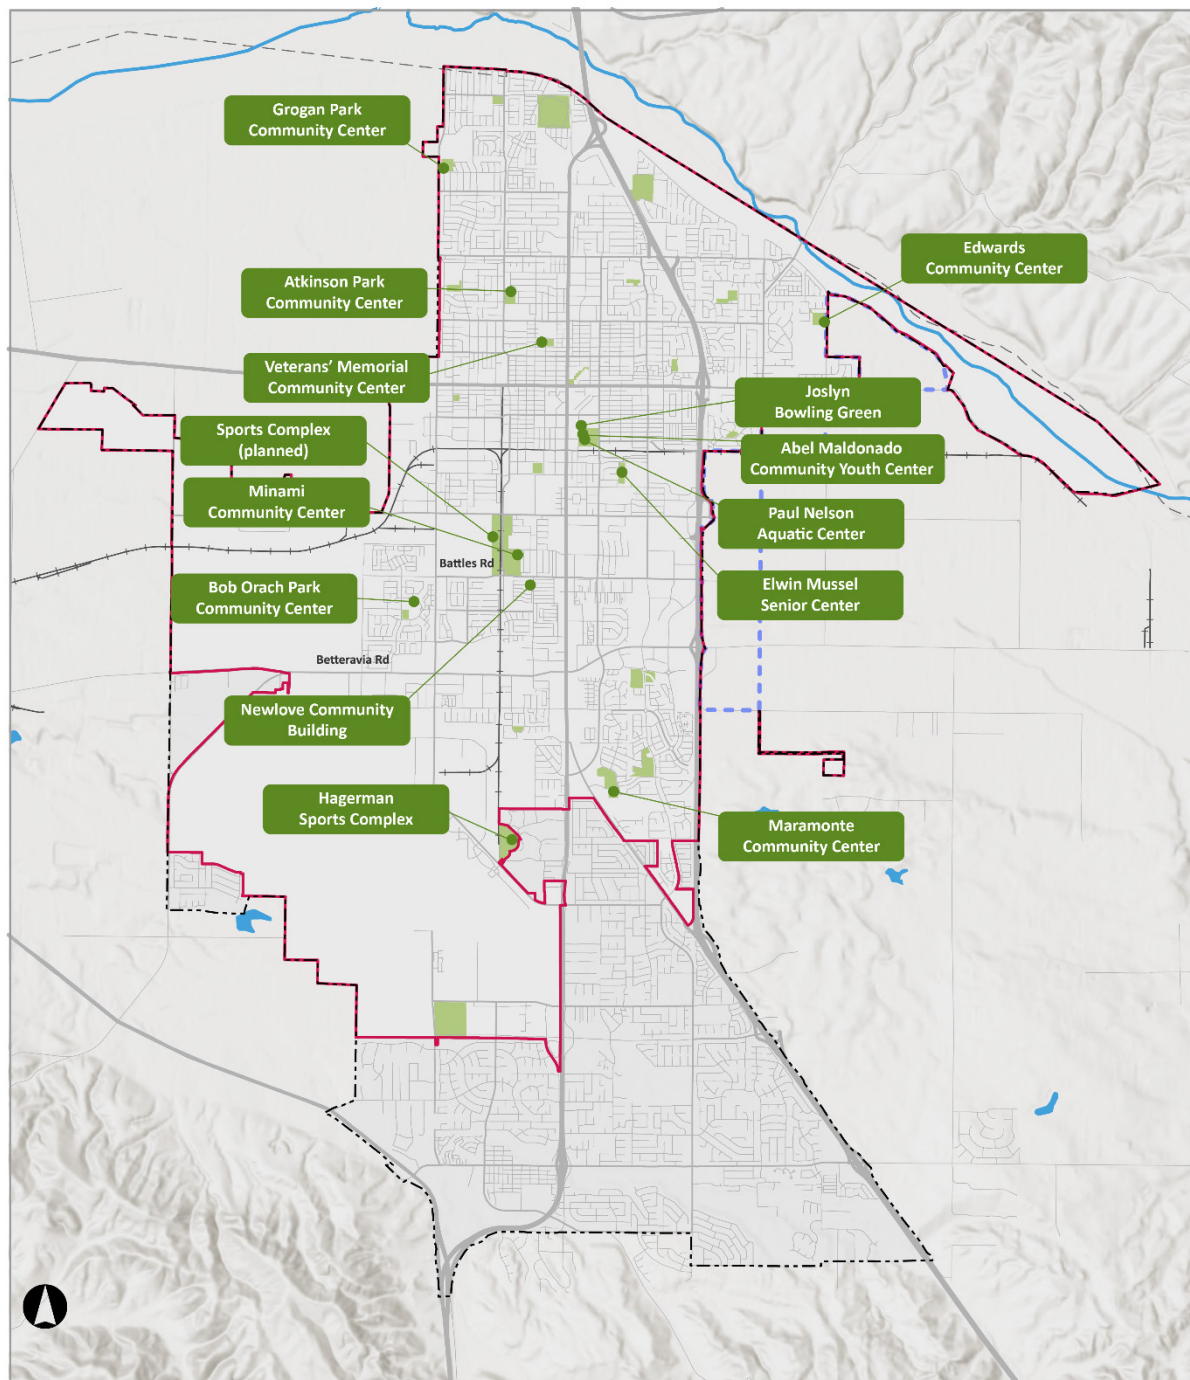 Grogan Park
Community Center
Edwards
Community Center
Atkinson Park
Community Center
Veterans’ Memorial
Community Center
Joslyn
Bowling Green
Sports Complex
(planned)
Abel Maldonado
Community Youth Center
Minami
Community Center
Paul Nelson
Aquatic Center
Battles Rd
Bob Orach Park
Community Center
Elwin Mussel
Senior Center
Betteravia Rd
Newlove Community
Building
Hagerman
Sports Complex
Maramonte
Community Center